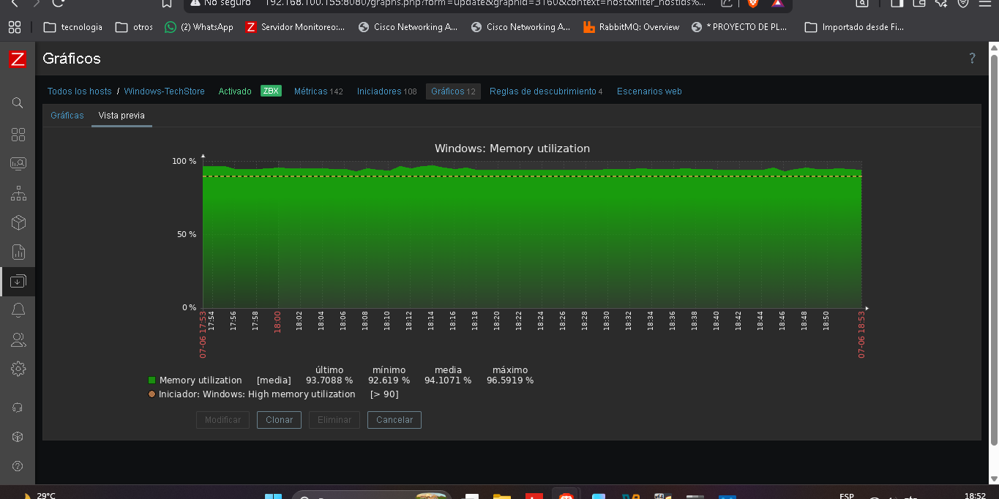 No seguro 192.168.100.155:8080/graphs.php?form=update&graphid=3160&context=host&filter_hostids%...
tecnologia otros (2) WhatsApp Z Servidor Monitoreo:... Cisco Networking A... Cisco Networking A... RabbitMQ: Overview * PROYECTO DE PL... Importado desde Fi...
Z Gráficos ?
Todos los hosts / Windows-TechStore Activado ZBX Métricas 142 Iniciadores 108 Gráficos 12 Reglas de descubrimiento 4 Escenarios web
Gráficas Vista previa
Windows: Memory utilization
100 %
50 %
0 %
07-06 17:53 17:54 17:56 17:58 18:00 18:02 18:04 18:06 18:08 18:10 18:12 18:14 18:16 18:18 18:20 18:22 18:24 18:26 18:28 18:30 18:32 18:34 18:36 18:38 18:40 18:42 18:44 18:46 18:48 18:50 07-06 18:53
último mínimo media máximo
Memory utilization [media] 93.7088 % 92.619 % 94.1071 % 96.5919 %
Iniciador: Windows: High memory utilization [> 90]
Modificar Clonar Eliminar Cancelar
29°C ESP 18:52